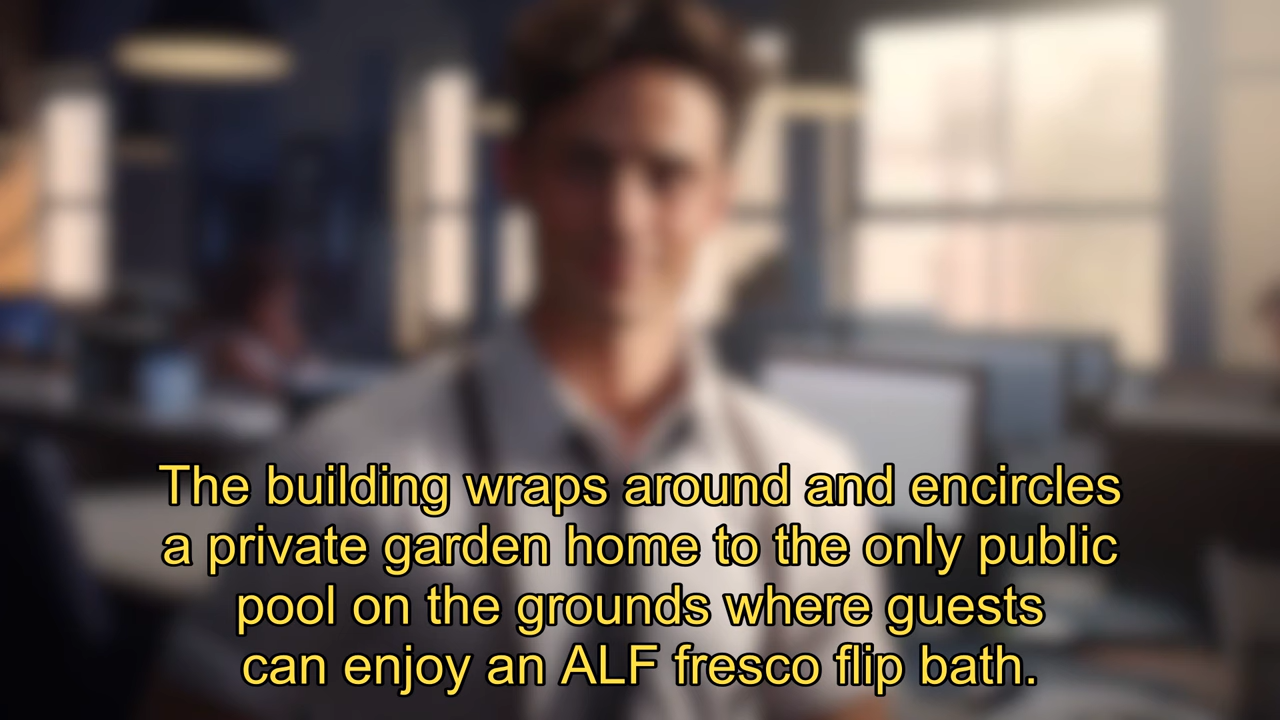 The building wraps around and encircles
a private garden home to the only public
pool on the grounds where guests
can enjoy an ALF fresco flip bath.